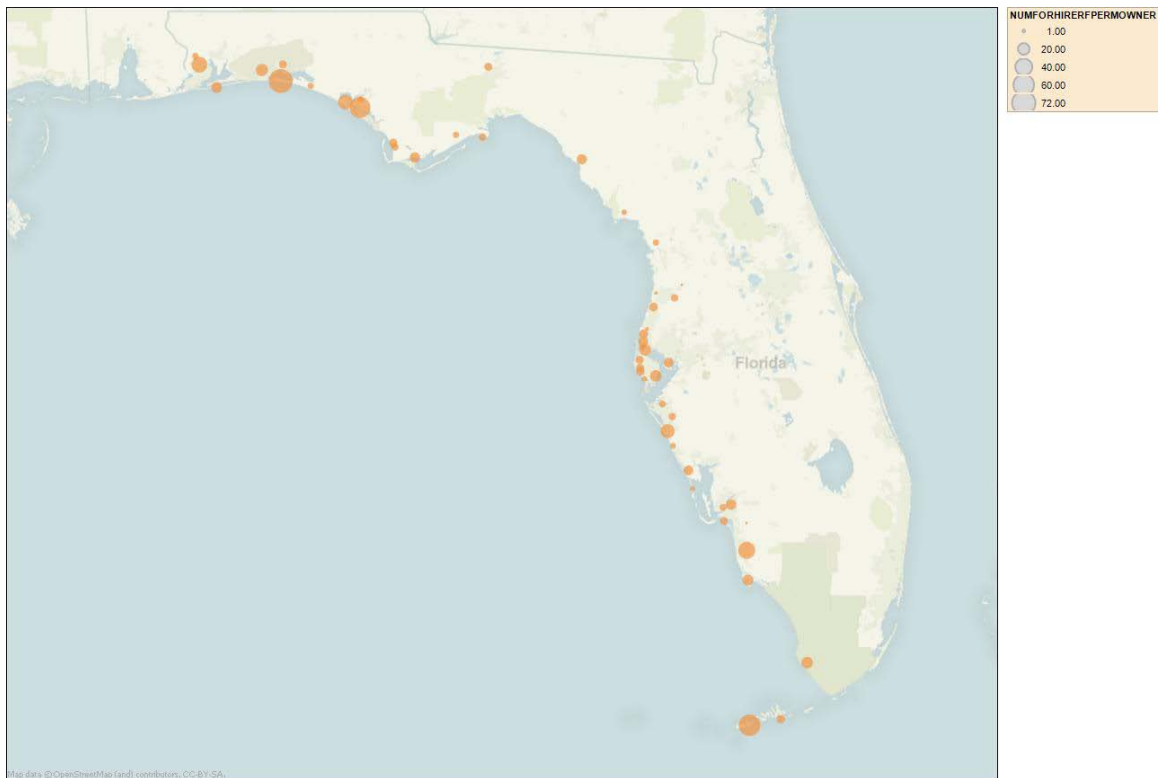 NUMFORHIRERFPERMOWNER
1.00
20.00
40.00
60.00
72.00
Florida
Map data © OpenStreetMap (and) contributors, CC-BY-SA.